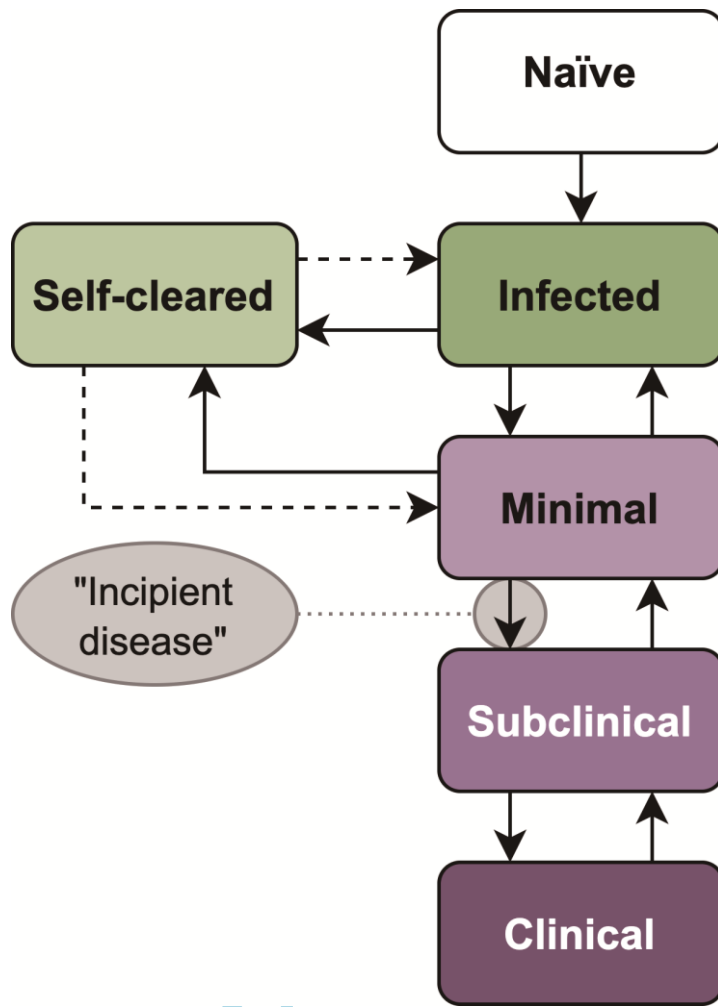 Naïve
Self-cleared
Infected
Minimal
"Incipient
disease"
Subclinical
Clinical